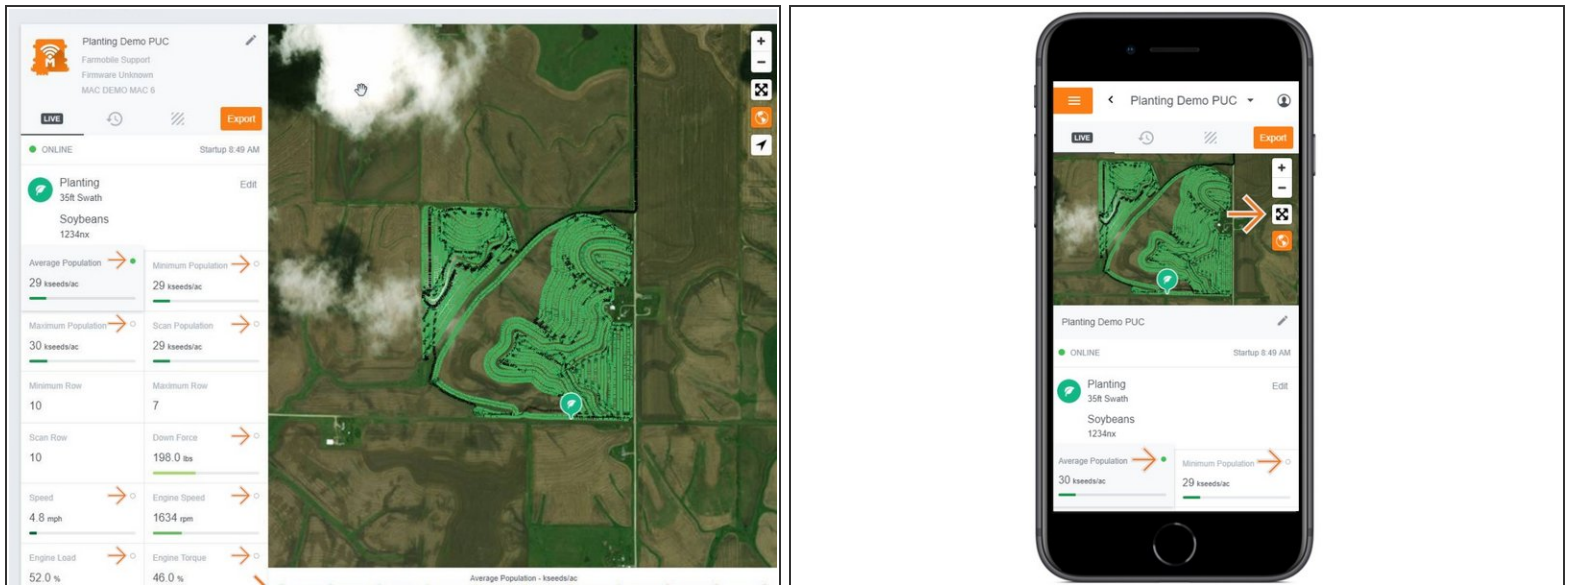 Planting Demo PUC
Farmobile Support
Firmware Unknown
MAC DEMO MAC 6
LIVE
Export
ONLINE
Startup 8:49 AM
Planting
Edit
35ft Swath
Soybeans
1234nx
Average Population
Minimum Population
29 kseeds/ac
29 kseeds/ac
Maximum Population
Scan Population
30 kseeds/ac
29 kseeds/ac
Minimum Row
Maximum Row
10
7
Scan Row
Down Force
10
198.0 lbs
Speed
Engine Speed
4.8 mph
1634 rpm
Engine Load
Engine Torque
52.0 %
46.0 %
Average Population - kseeds/ac
Planting Demo PUC
LIVE
Export
Planting Demo PUC
ONLINE
Startup 8:49 AM
Planting
Edit
35ft Swath
Soybeans
1234nx
Average Population
Minimum Population
30 kseeds/ac
29 kseeds/ac